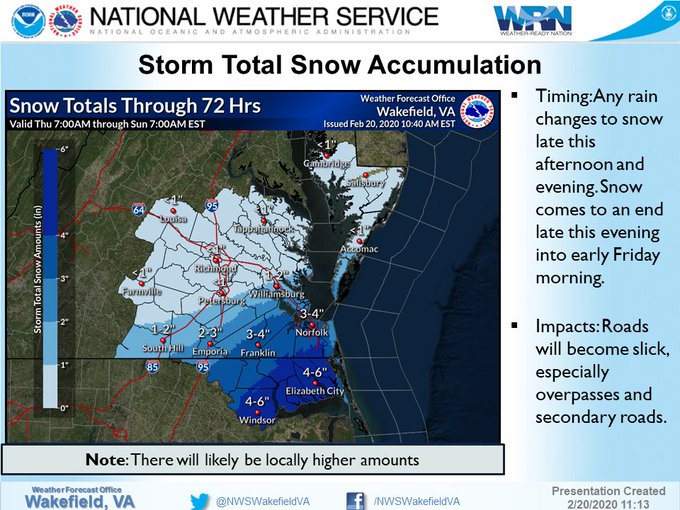 NATIONAL WEATHER SERVICE
NATIONAL OCEANIC AND ATMOSPHERIC ADMINISTRATION
NOAA
WRN
WEATHER-READY NATION
Storm Total Snow Accumulation
Snow Totals Through 72 Hrs
Valid Thu 7:00AM through Sun 7:00AM EST
Weather Forecast Office
Wakefield, VA
Issued Feb 20, 2020 10:40 AM EST
Storm Total Snow Amounts (in)
6"
4"
3"
2"
1"
0"
<1"
Cambridge
Salisbury
64
95
<1"
Louisa
<1"
Tappahannock
<1"
Accomac
<1"
Richmond
<1"
Farmville
<1"
Petersburg
1-2"
Williamsburg
1-2"
South Hill
2-3"
Emporia
3-4"
Franklin
3-4"
Norfolk
85
95
4-6"
Elizabeth City
4-6"
Windsor
Note: There will likely be locally higher amounts
▪ Timing: Any rain
changes to snow
late this
afternoon and
evening. Snow
comes to an end
late this evening
into early Friday
morning.
▪ Impacts: Roads
will become slick,
especially
overpasses and
secondary roads.
Weather Forecast Office
Wakefield, VA
@NWSWakefieldVA
/NWSWakefieldVA
Presentation Created
2/20/2020 11:13